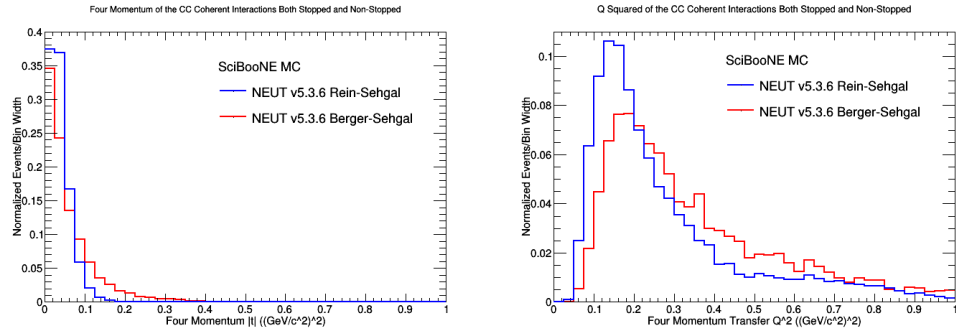 Four Momentum of the CC Coherent Interactions Both Stopped and Non-Stopped
Normalized Events/Bin Width
0.4
0.35
0.3
0.25
0.2
0.15
0.1
0.05
0
SciBooNE MC
NEUT v5.3.6 Rein-Sehgal
NEUT v5.3.6 Berger-Sehgal
0 0.1 0.2 0.3 0.4 0.5 0.6 0.7 0.8 0.9 1
Four Momentum |t| ((GeV/c^2)^2)
Q Squared of the CC Coherent Interactions Both Stopped and Non-Stopped
Normalized Events/Bin Width
0.1
0.08
0.06
0.04
0.02
0
SciBooNE MC
NEUT v5.3.6 Rein-Sehgal
NEUT v5.3.6 Berger-Sehgal
0 0.1 0.2 0.3 0.4 0.5 0.6 0.7 0.8 0.9 1
Four Momentum Transfer Q^2 ((GeV/c^2)^2)